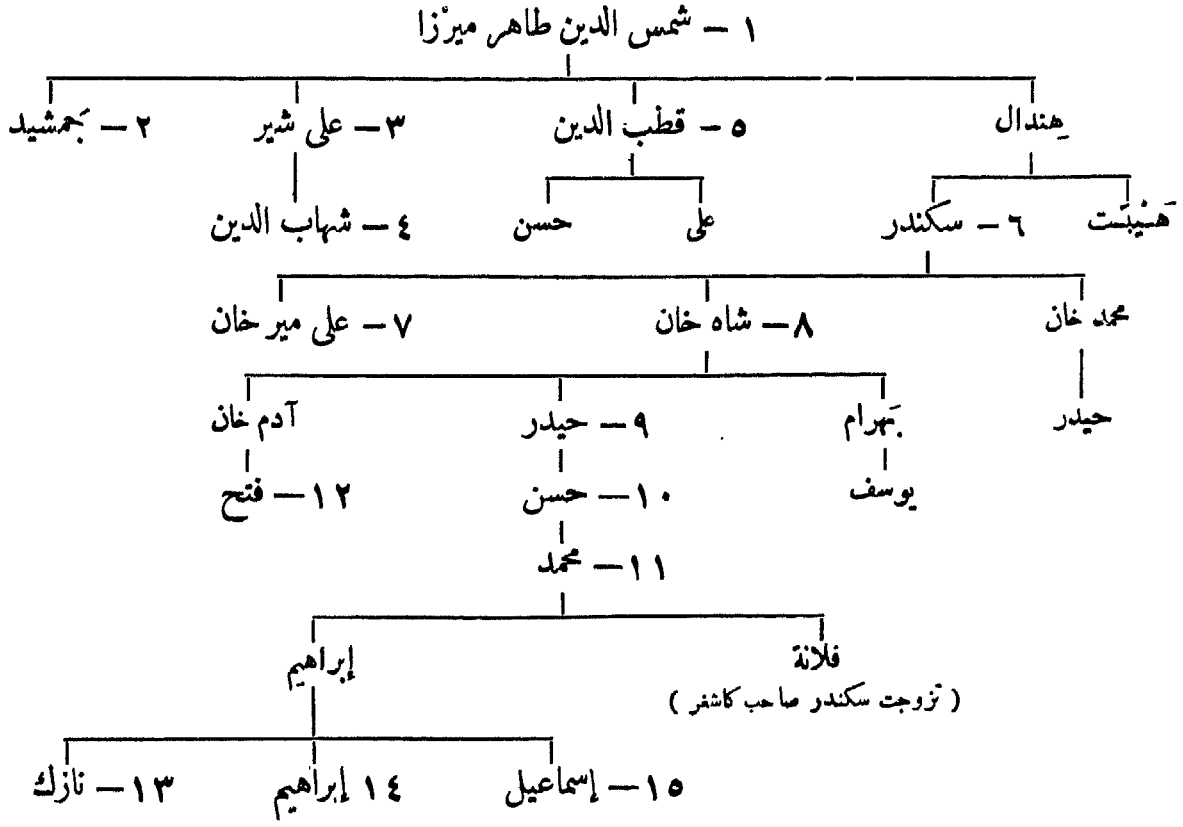 ١ – شمس الدين طاهر ميرزا
هندال ٥ – قطب الدين ٣ – على شير ٢ – جمشيد
هنيبت ٦ – سكندر على حسن ٤ – شهاب الدين
محمد خان ٨ – شاه خان ٧ – على مير خان
حيدر بهرام ٩ – حيدر آدم خان
يوسف ١٠ – حسن ١٢ – فتح
١١ – محمد
فلانة إبراهيم
( تزوجت سكندر صاحب كاشغر )
١٥ – إسماعيل ١٤ إبراهيم ١٣ – نازك